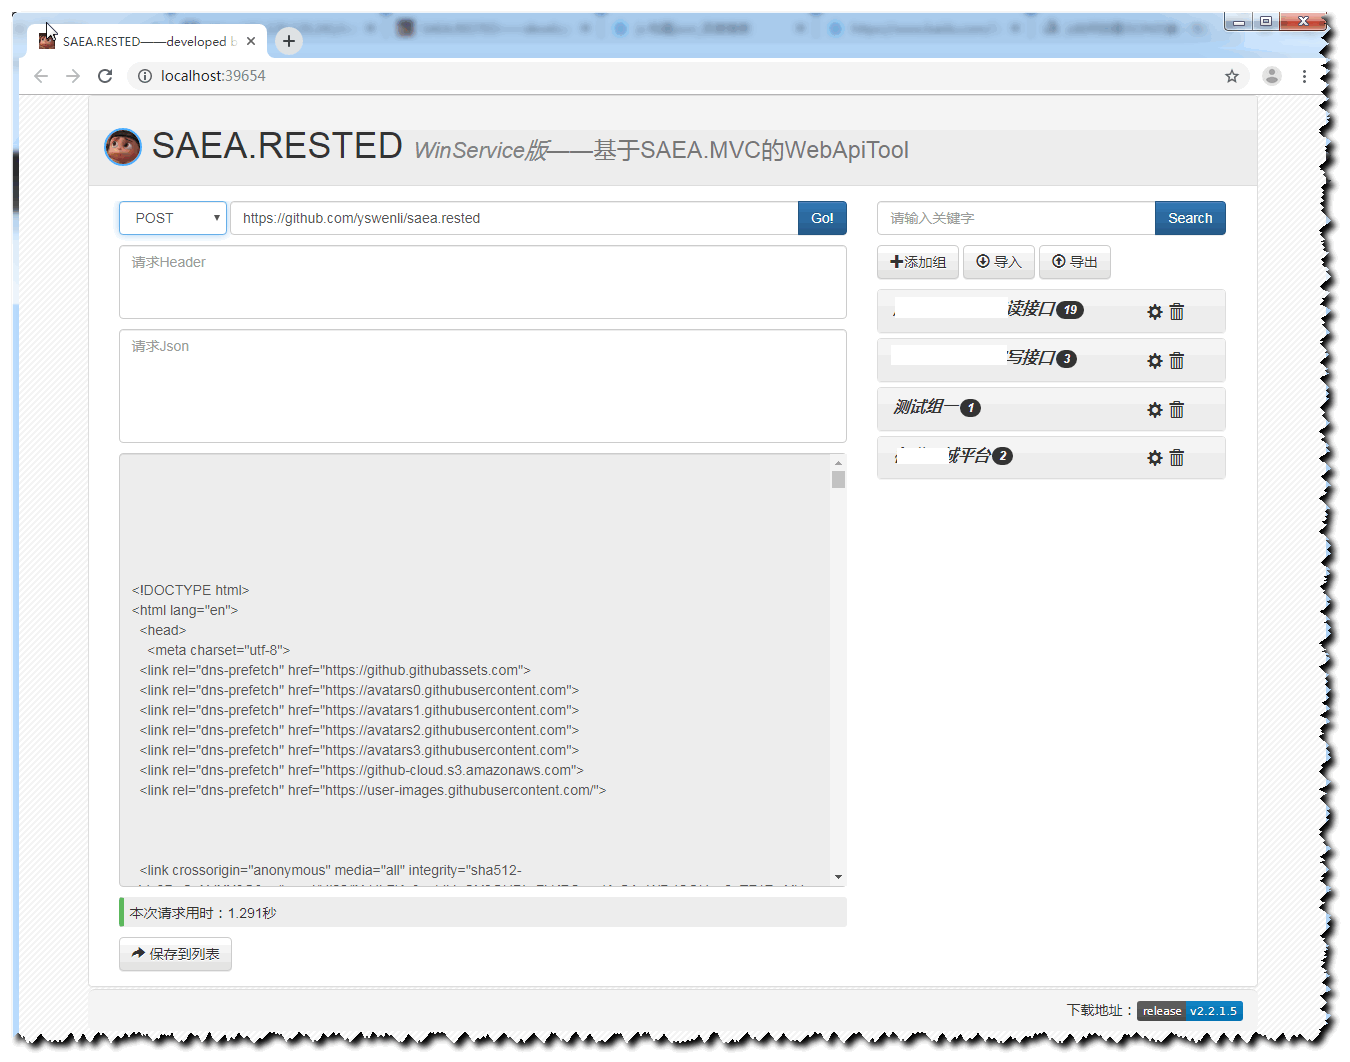 SAEA.RESTED——developed b
localhost:39654
SAEA.RESTED WinService版——基于SAEA.MVC的WebApiTool
POST https://github.com/yswenli/saea.rested Go!
请求Header
请求Json
<!DOCTYPE html>
<html lang="en">
<head>
<meta charset="utf-8">
<link rel="dns-prefetch" href="https://github.githubassets.com">
<link rel="dns-prefetch" href="https://avatars0.githubusercontent.com">
<link rel="dns-prefetch" href="https://avatars1.githubusercontent.com">
<link rel="dns-prefetch" href="https://avatars2.githubusercontent.com">
<link rel="dns-prefetch" href="https://avatars3.githubusercontent.com">
<link rel="dns-prefetch" href="https://github-cloud.s3.amazonaws.com">
<link rel="dns-prefetch" href="https://user-images.githubusercontent.com/">
<link crossorigin="anonymous" media="all" integrity="sha512-
本次请求用时：1.291秒
保存到列表
请输入关键字 Search
添加组 导入 导出
读接口 19
写接口 3
测试组一 1
平台 2
下载地址： release v2.2.1.5